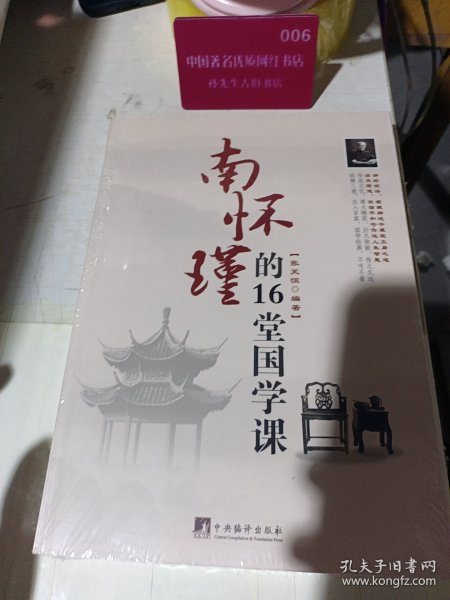 006
中国著名优质网红书店
孙先生古旧书店
南怀瑾
的16堂国学课
【张笑恒◎编著】
中央编译出版社
Central Compilation & Translation Press
孔夫子旧书网
www.kongfz.com